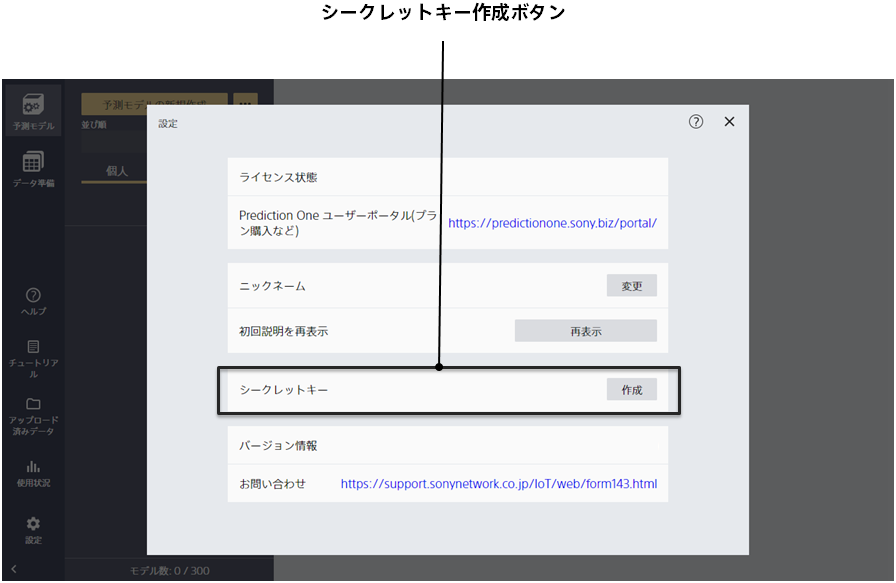 シークレットキー作成ボタン
予測モデル
データ準備
ヘルプ
チュートリア
ル
アップロード
済みデータ
使用状況
設定
予測モデルの新規作成
並び順
個人
モデル数: 0 / 300
設定
ライセンス状態
Prediction One ユーザーポータル(プラ
ン購入など)
https://predictionone.sony.biz/portal/
ニックネーム
変更
初回説明を再表示
再表示
シークレットキー
作成
バージョン情報
お問い合わせ
https://support.sonynetwork.co.jp/IoT/web/form143.html